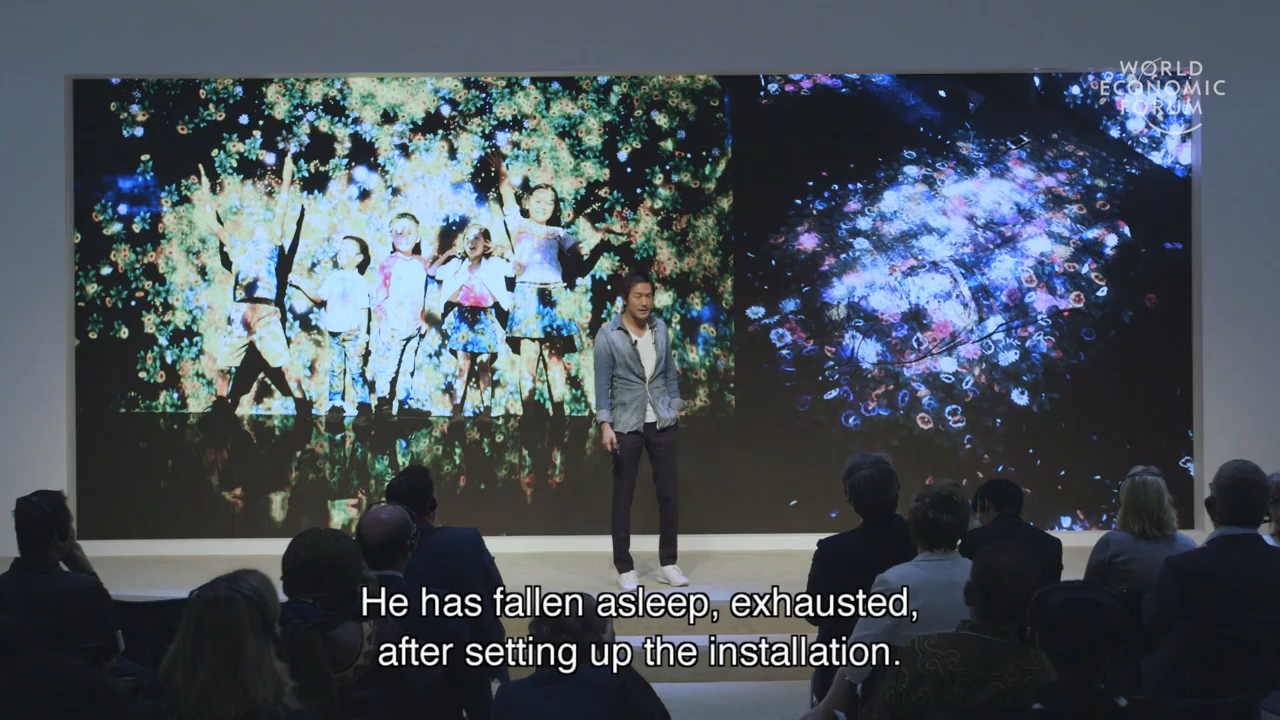 WORLD
ECONOMIC
FORUM
He has fallen asleep, exhausted,
after setting up the installation.